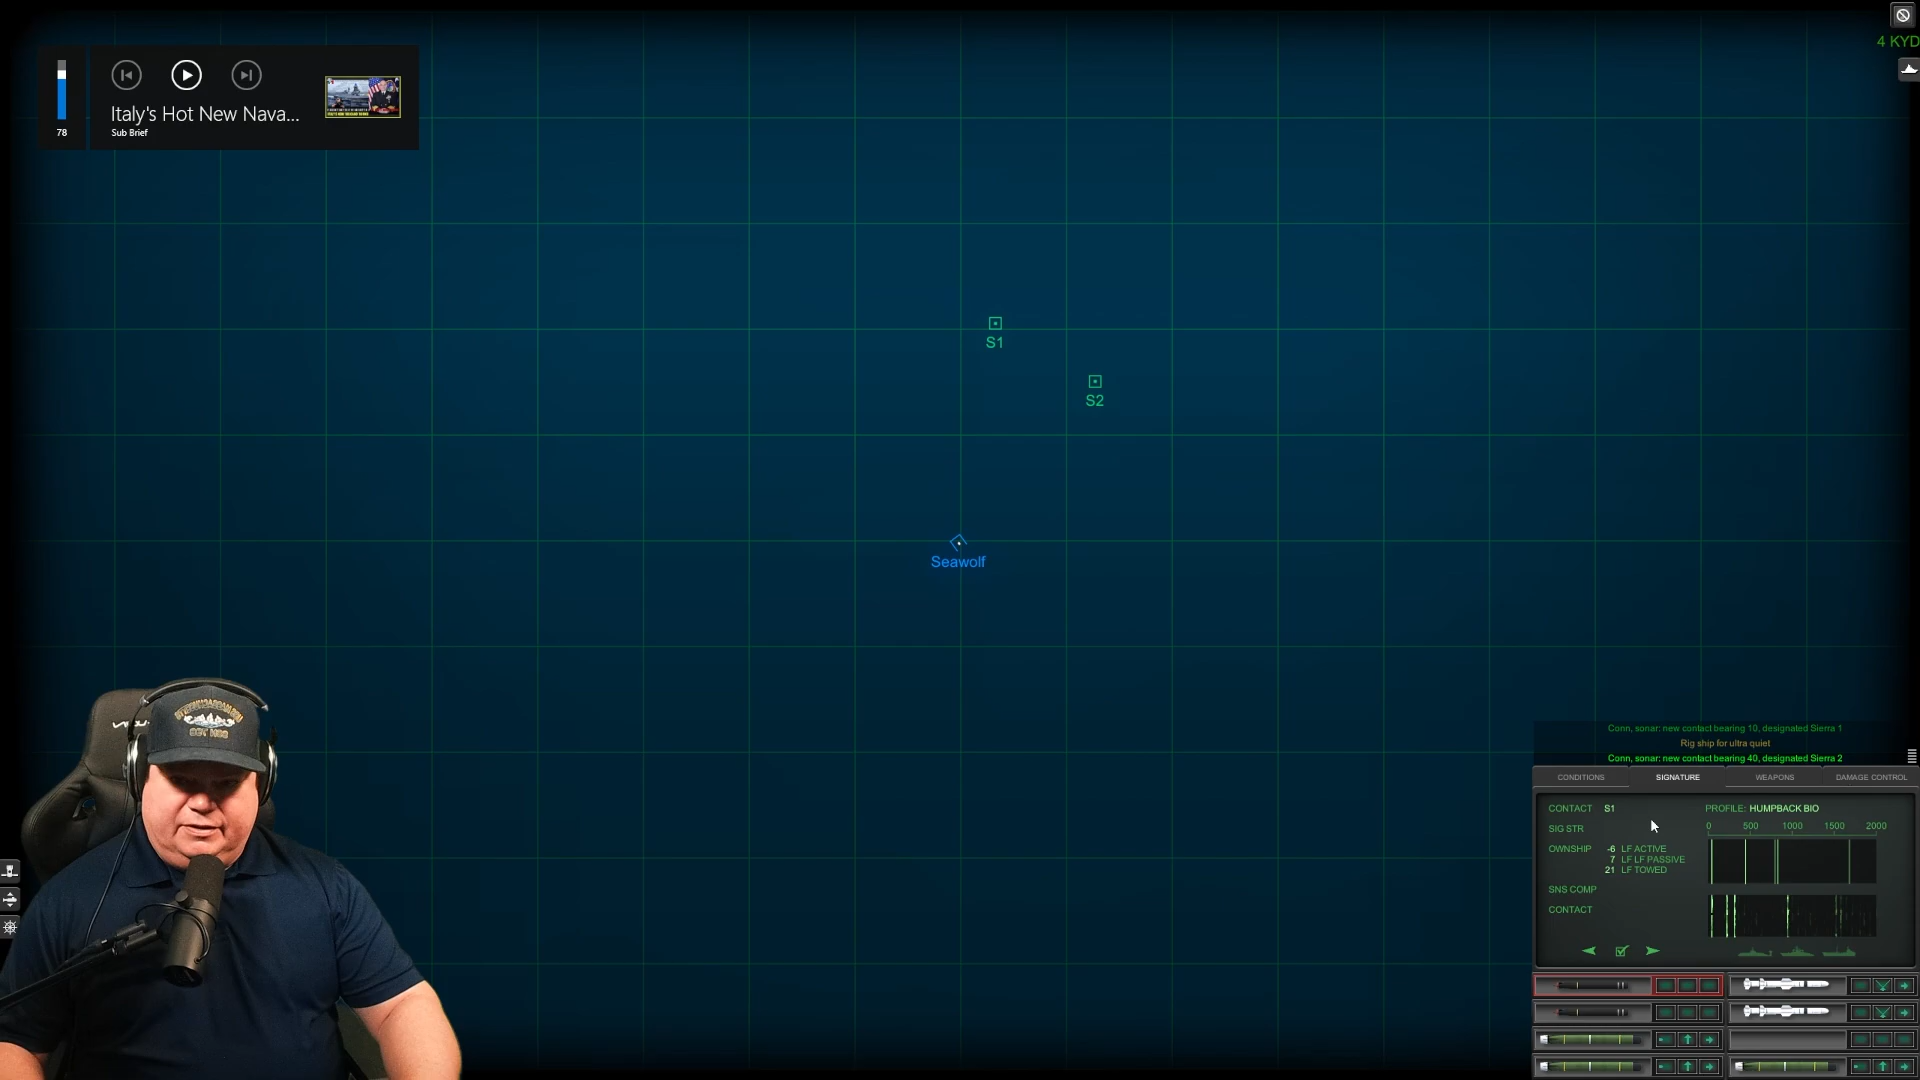 4 KYD
Italy's Hot New Nava...
Sub Brief
78
S1
S2
Seawolf
Conn, sonar: new contact bearing 10, designated Sierra 1
Rig ship for ultra quiet
Conn, sonar: new contact bearing 40, designated Sierra 2
CONDITIONS SIGNATURE WEAPONS DAMAGE CONTROL
CONTACT S1 PROFILE: HUMPBACK BIO
0 500 1000 1500 2000
SIG STR
OWNSHIP -6 LF ACTIVE
7 LF LF PASSIVE
21 LF TOWED
SNS COMP
CONTACT